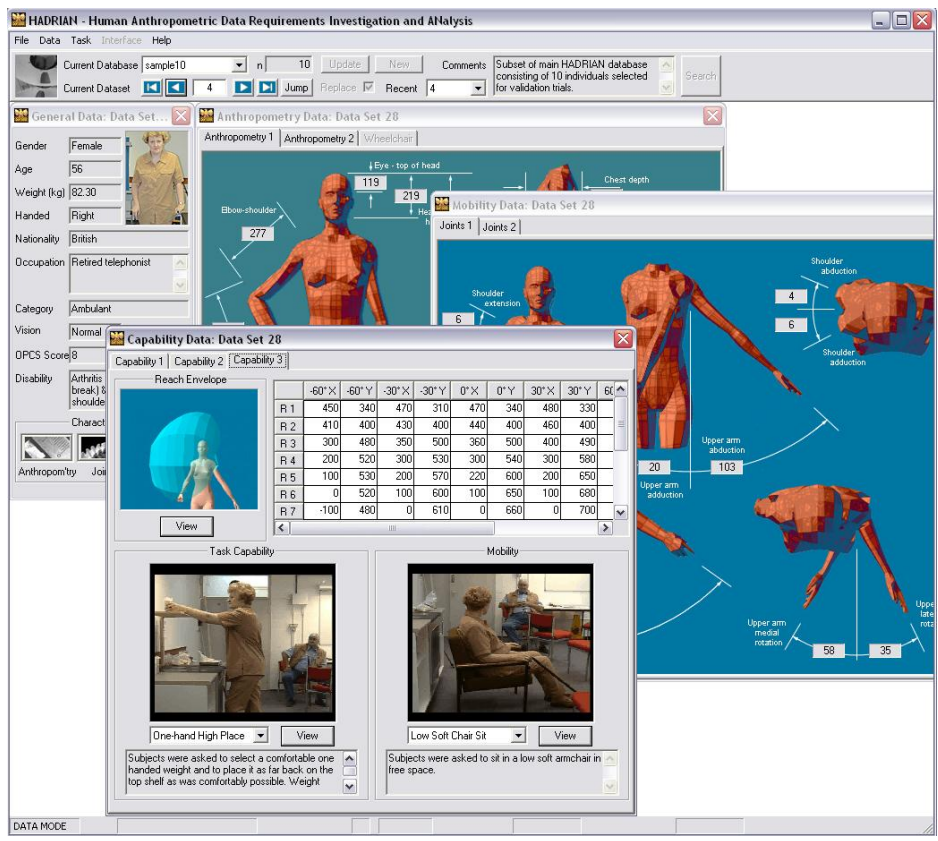 HADRIAN - Human Anthropometric Data Requirements Investigation and ANalysis
File Data Task Interface Help
Current Database sample10 n 10 Update New Comments Subset of main HADRIAN database
consisting of 10 individuals selected
for validation trials.
Search
Current Dataset 4 Jump Replace Recent 4
General Data: Data Set...
Gender Female
Age 56
Weight (kg) 82.30
Handed Right
Nationality British
Occupation Retired telephonist
Category Ambulant
Vision Normal
OPCS Score 8
Disability Arthritis
break) &
shoulde
Charact
Anthropom'try Joi
Anthropometry Data: Data Set 28
Anthropometry 1 Anthropometry 2 Wheelchair
Eye - top of head
119
219
Chest depth
Elbow-shoulder
277
Mobility Data: Data Set 28
Joints 1 Joints 2
Shoulder
extension
6
Shoulder
abduction
4
6
Shoulder
adduction
Upper arm
abduction
20 103
Upper arm
adduction
Upper arm
medial
rotation
58 35
Capability Data: Data Set 28
Capability 1 Capability 2 Capability 3
Reach Envelope
View
-60°X -60°Y -30°X -30°Y 0°X 0°Y 30°X 30°Y 60
R 1 450 340 470 310 470 340 480 330
R 2 410 400 430 400 440 400 460 400
R 3 300 480 350 500 360 500 400 490
R 4 200 520 300 530 300 540 300 580
R 5 100 530 200 570 220 600 200 650
R 6 0 520 100 600 100 650 100 680
R 7 -100 480 0 610 0 660 0 700
Task Capability
One-hand High Place View
Subjects were asked to select a comfortable one
handed weight and to place it as far back on the
top shelf as was comfortably possible. Weight
Mobility
Low Soft Chair Sit View
Subjects were asked to sit in a low soft armchair in
free space.
DATA MODE